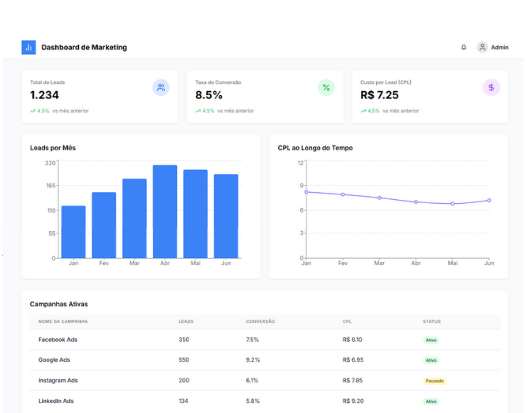 Dashboard de Marketing
Admin
Total de Leads
1.234
4.5% vs mês anterior
Taxa de Conversão
8.5%
4.5% vs mês anterior
Custo por Lead (CPL)
R$ 7.25
4.5% vs mês anterior
Leads por Mês
220
165
110
55
0
Jan Fev Mar Abr Mai Jun
CPL ao Longo do Tempo
12
9
6
3
0
Jan Fev Mar Abr Mai Jun
Campanhas Ativas
NOME DA CAMPANHA LEADS CONVERSÃO CPL STATUS
Facebook Ads 350 7.5% R$ 8.10 Ativo
Google Ads 550 9.2% R$ 6.95 Ativo
Instagram Ads 200 6.1% R$ 7.85 Pausado
LinkedIn Ads 134 5.8% R$ 9.20 Ativo